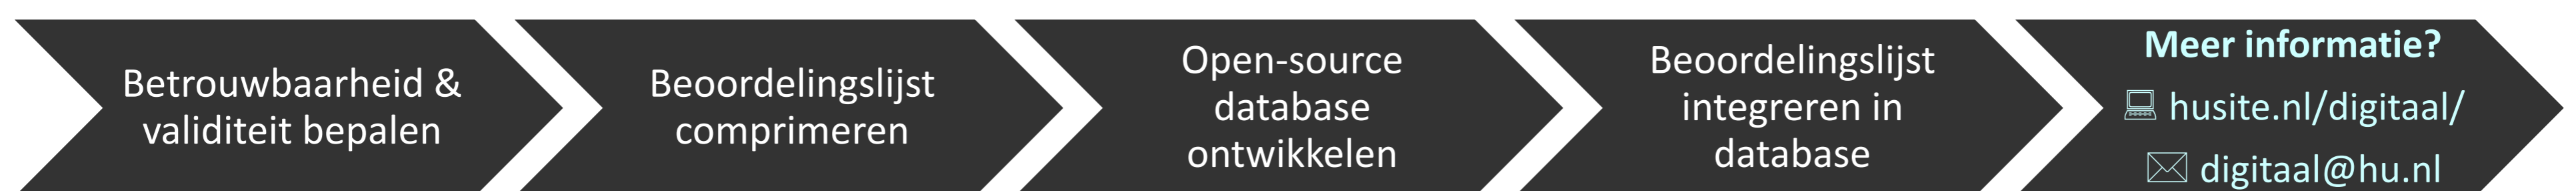 Betrouwbaarheid &
validiteit bepalen
Beoordelingslijst
comprimeren
Open-source
database
ontwikkelen
Beoordelingslijst
integreren in
database
Meer informatie?
husite.nl/digitaal/
digitaal@hu.nl